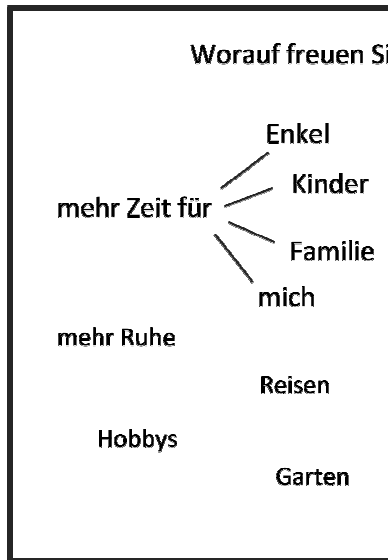 Worauf freuen Si
Enkel
Kinder
mehr Zeit für
Familie
mich
mehr Ruhe
Reisen
Hobbys
Garten